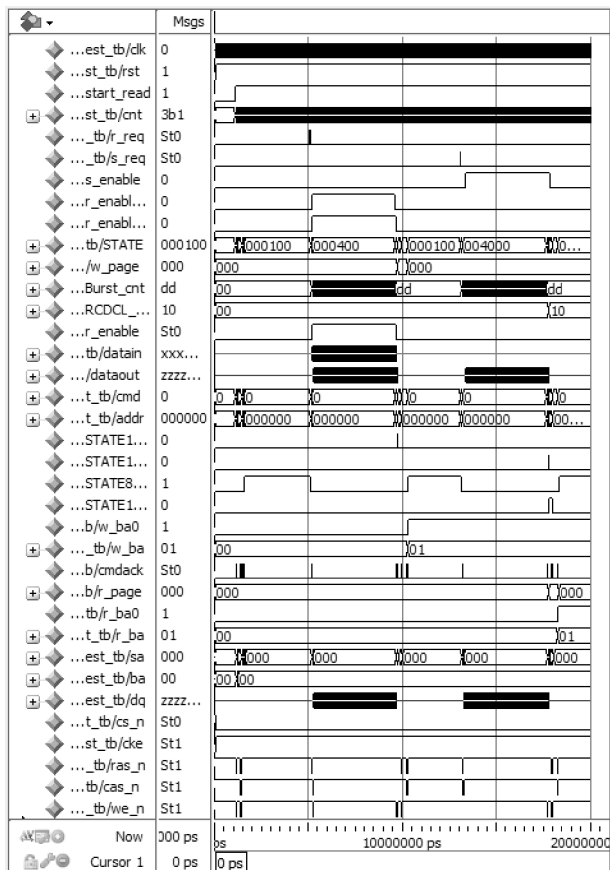 Msgs
...est_tb/clk 0
...st_tb/rst 1
...start_read 1
...st_tb/cnt 3b1
..._tb/r_req St0
..._tb/s_req St0
...s_enable 0
...r_enabl... 0
...r_enabl... 0
...tb/STATE 000100 000100 000400 000100 004000 0...
.../w_page 000 000 000
...Burst_cnt dd 00 dd dd
...RCDCL_... 10 00 10
...r_enable St0
...tb/datain xxx...
.../dataout zzzz...
...t_tb/cmd 0 0 0 0 0 0 0
...t_tb/addr 000000 000000 000000 000000 000000 00...
...STATE1... 0
...STATE1... 0
...STATE8... 1
...STATE1... 0
...b/w_ba0 1
..._tb/w_ba 01 00 01
...b/cmdack St0
...b/r_page 000 000 000
...tb/r_ba0 1
...t_tb/r_ba 01 00 01
...est_tb/sa 000 000 000 000 000 000
...est_tb/ba 00 00 00
...est_tb/dq zzzz...
...t_tb/cs_n St0
...st_tb/cke St1
..._tb/ras_n St1
...tb/cas_n St1
..._tb/we_n St1
Now 000 ps ps 10000000 ps 20000000
Cursor 1 0 ps 0 ps